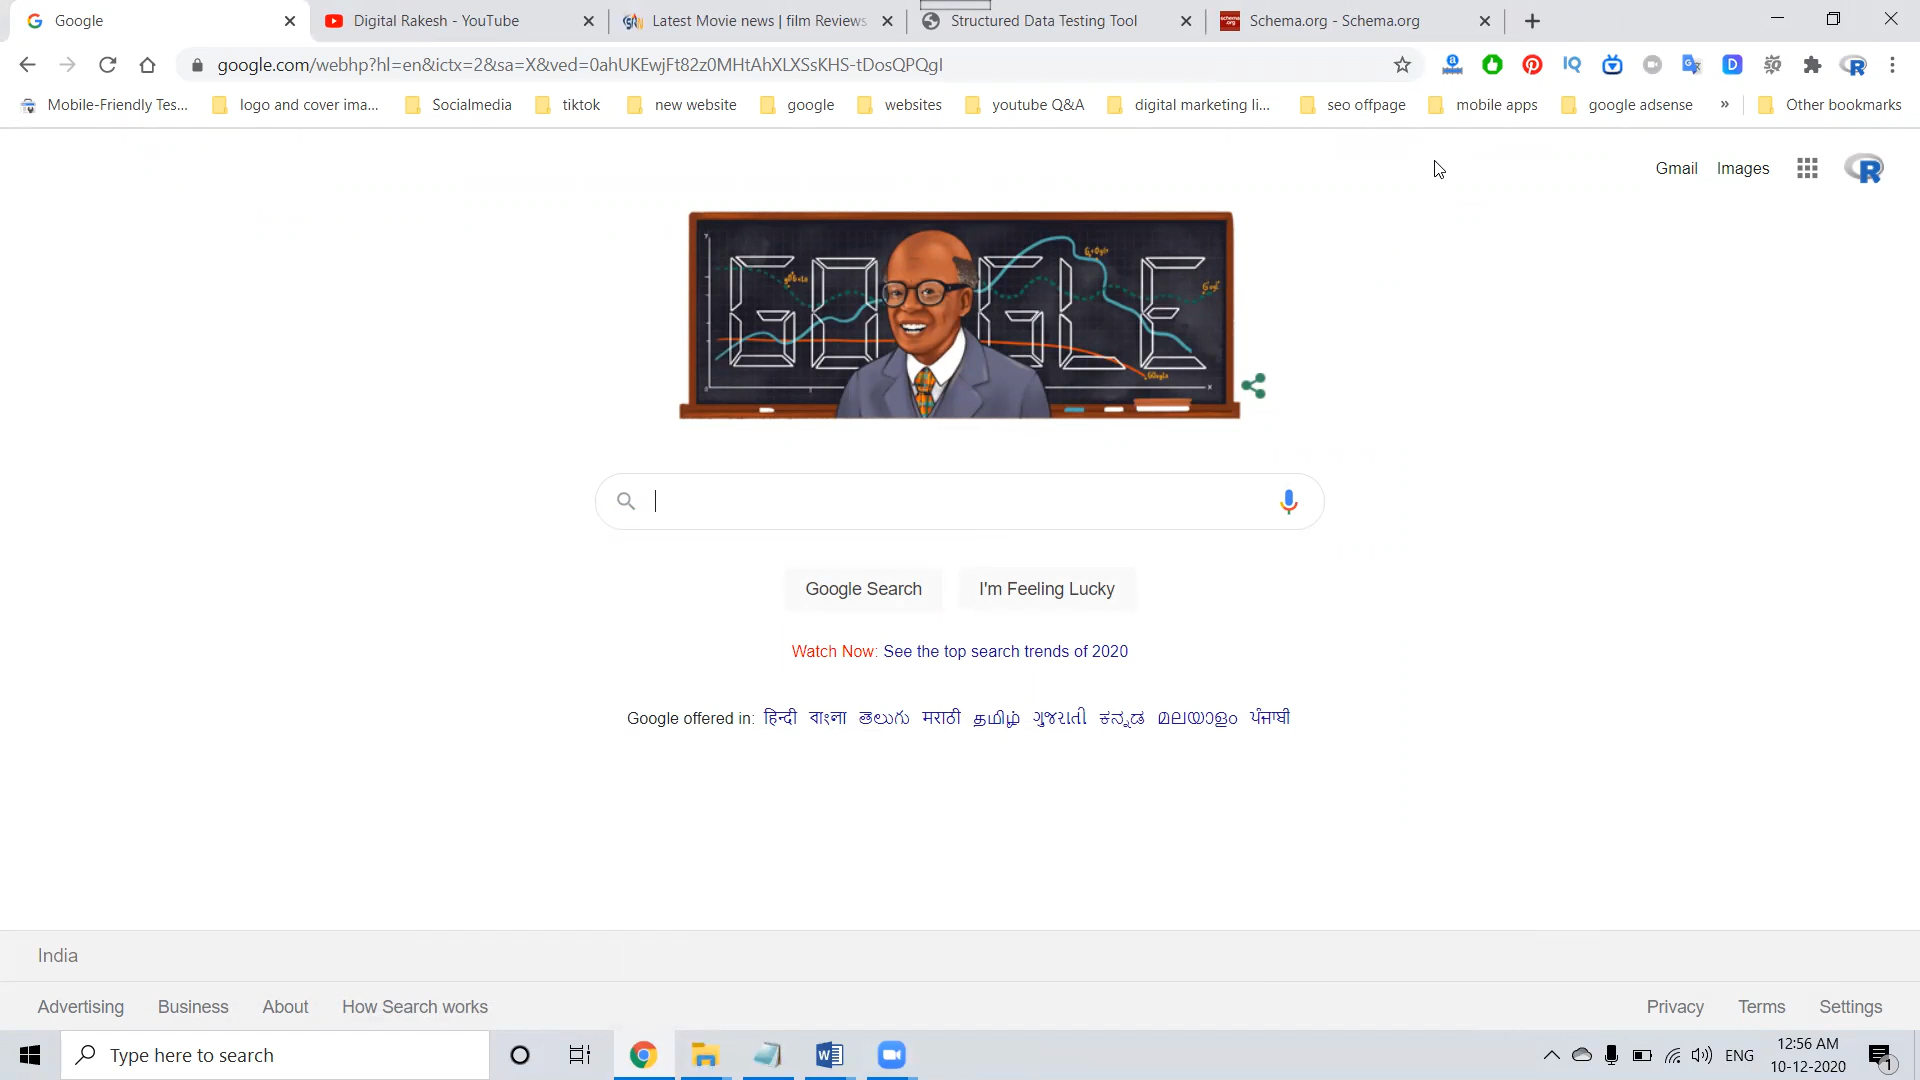 Google
Digital Rakesh - YouTube
Latest Movie news | film Reviews
Structured Data Testing Tool
Schema.org - Schema.org
google.com/webhp?hl=en&ictx=2&sa=X&ved=0ahUKEwjFt82z0MHtAhXLXSsKHS-tDosQPQgI
Mobile-Friendly Tes...
logo and cover ima...
Socialmedia
tiktok
new website
google
websites
youtube Q&A
digital marketing li...
seo offpage
mobile apps
google adsense
»
Other bookmarks
Gmail
Images
GOOGLE
Google Search
I'm Feeling Lucky
Watch Now: See the top search trends of 2020
Google offered in: हिन्दी বাংলা తెలుగు मराठी தமிழ் ગુજરાતી ಕನ್ನಡ മലയാളം ਪੰਜਾਬੀ
India
Advertising
Business
About
How Search works
Privacy
Terms
Settings
Type here to search
ENG
12:56 AM
10-12-2020
1